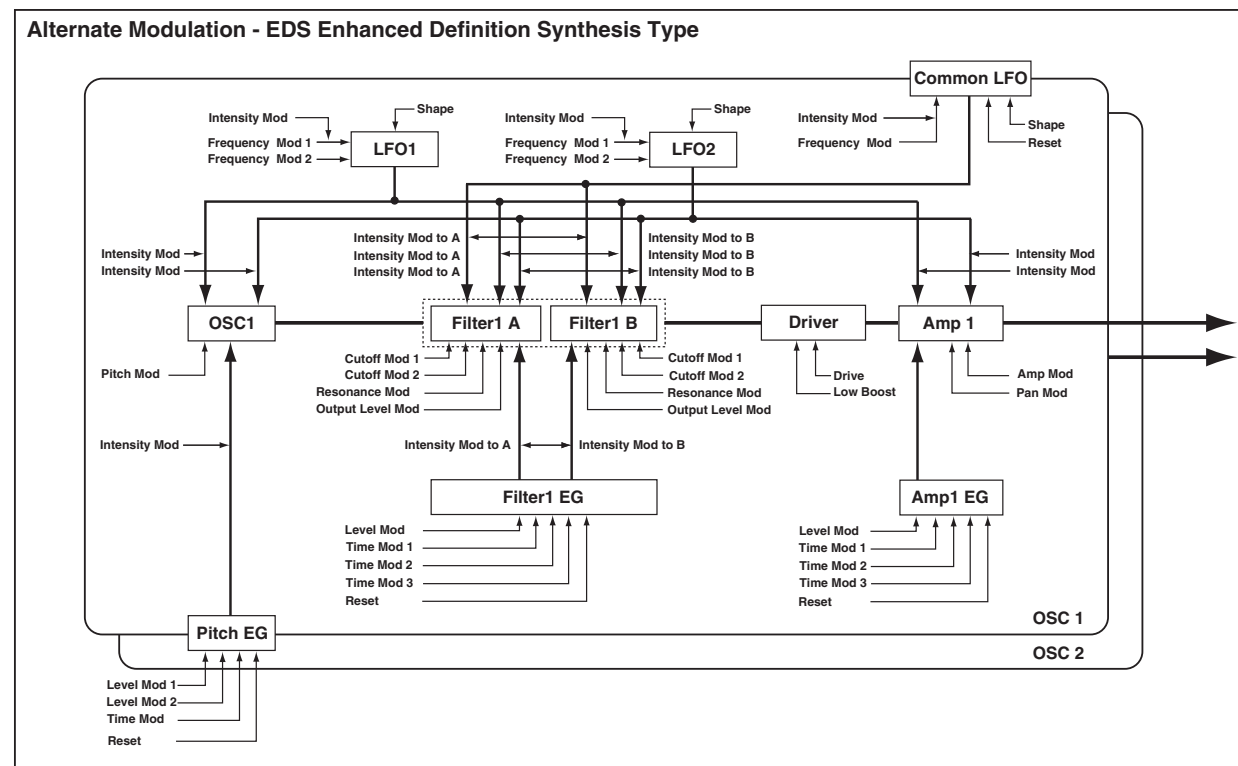 Alternate Modulation - EDS Enhanced Definition Synthesis Type
Common LFO
Intensity Mod
Frequency Mod
Shape
Reset
Intensity Mod
Frequency Mod 1
Frequency Mod 2
Shape
LFO1
Intensity Mod
Frequency Mod 1
Frequency Mod 2
Shape
LFO2
Intensity Mod
Intensity Mod
Intensity Mod to A
Intensity Mod to A
Intensity Mod to A
Intensity Mod to B
Intensity Mod to B
Intensity Mod to B
Intensity Mod
Intensity Mod
OSC1
Filter1 A
Filter1 B
Driver
Amp 1
Pitch Mod
Cutoff Mod 1
Cutoff Mod 2
Resonance Mod
Output Level Mod
Cutoff Mod 1
Cutoff Mod 2
Resonance Mod
Output Level Mod
Drive
Low Boost
Amp Mod
Pan Mod
Intensity Mod
Intensity Mod to A
Intensity Mod to B
Filter1 EG
Level Mod
Time Mod 1
Time Mod 2
Time Mod 3
Reset
Amp1 EG
Level Mod
Time Mod 1
Time Mod 2
Time Mod 3
Reset
OSC 1
Pitch EG
OSC 2
Level Mod 1
Level Mod 2
Time Mod
Reset